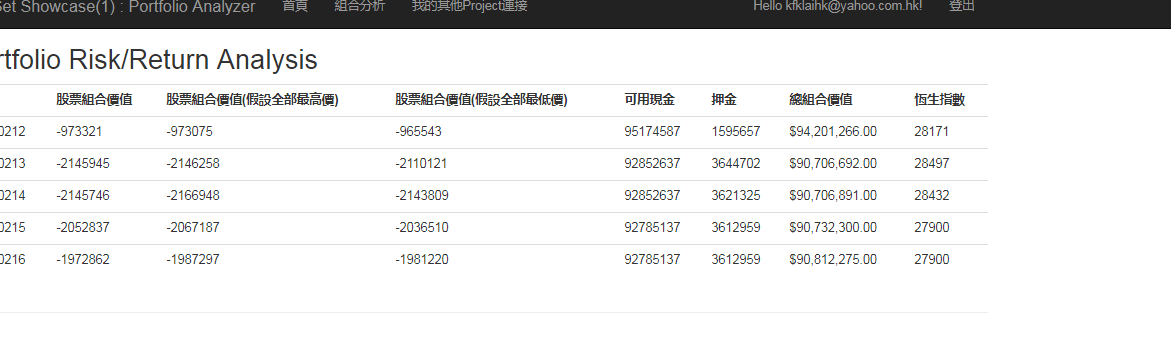 Set Showcase(1) : Portfolio Analyzer 首頁 組合分析 我的其他Project連接 Hello kfklaihk@yahoo.com.hk! 登出
rtfolio Risk/Return Analysis
股票組合價值 股票組合價值(假設全部最高價) 股票組合價值(假設全部最低價) 可用現金 押金 總組合價值 恆生指數
0212 -973321 -973075 -965543 95174587 1595657 $94,201,266.00 28171
0213 -2145945 -2146258 -2110121 92852637 3644702 $90,706,692.00 28497
0214 -2145746 -2166948 -2143809 92852637 3621325 $90,706,891.00 28432
0215 -2052837 -2067187 -2036510 92785137 3612959 $90,732,300.00 27900
0216 -1972862 -1987297 -1981220 92785137 3612959 $90,812,275.00 27900